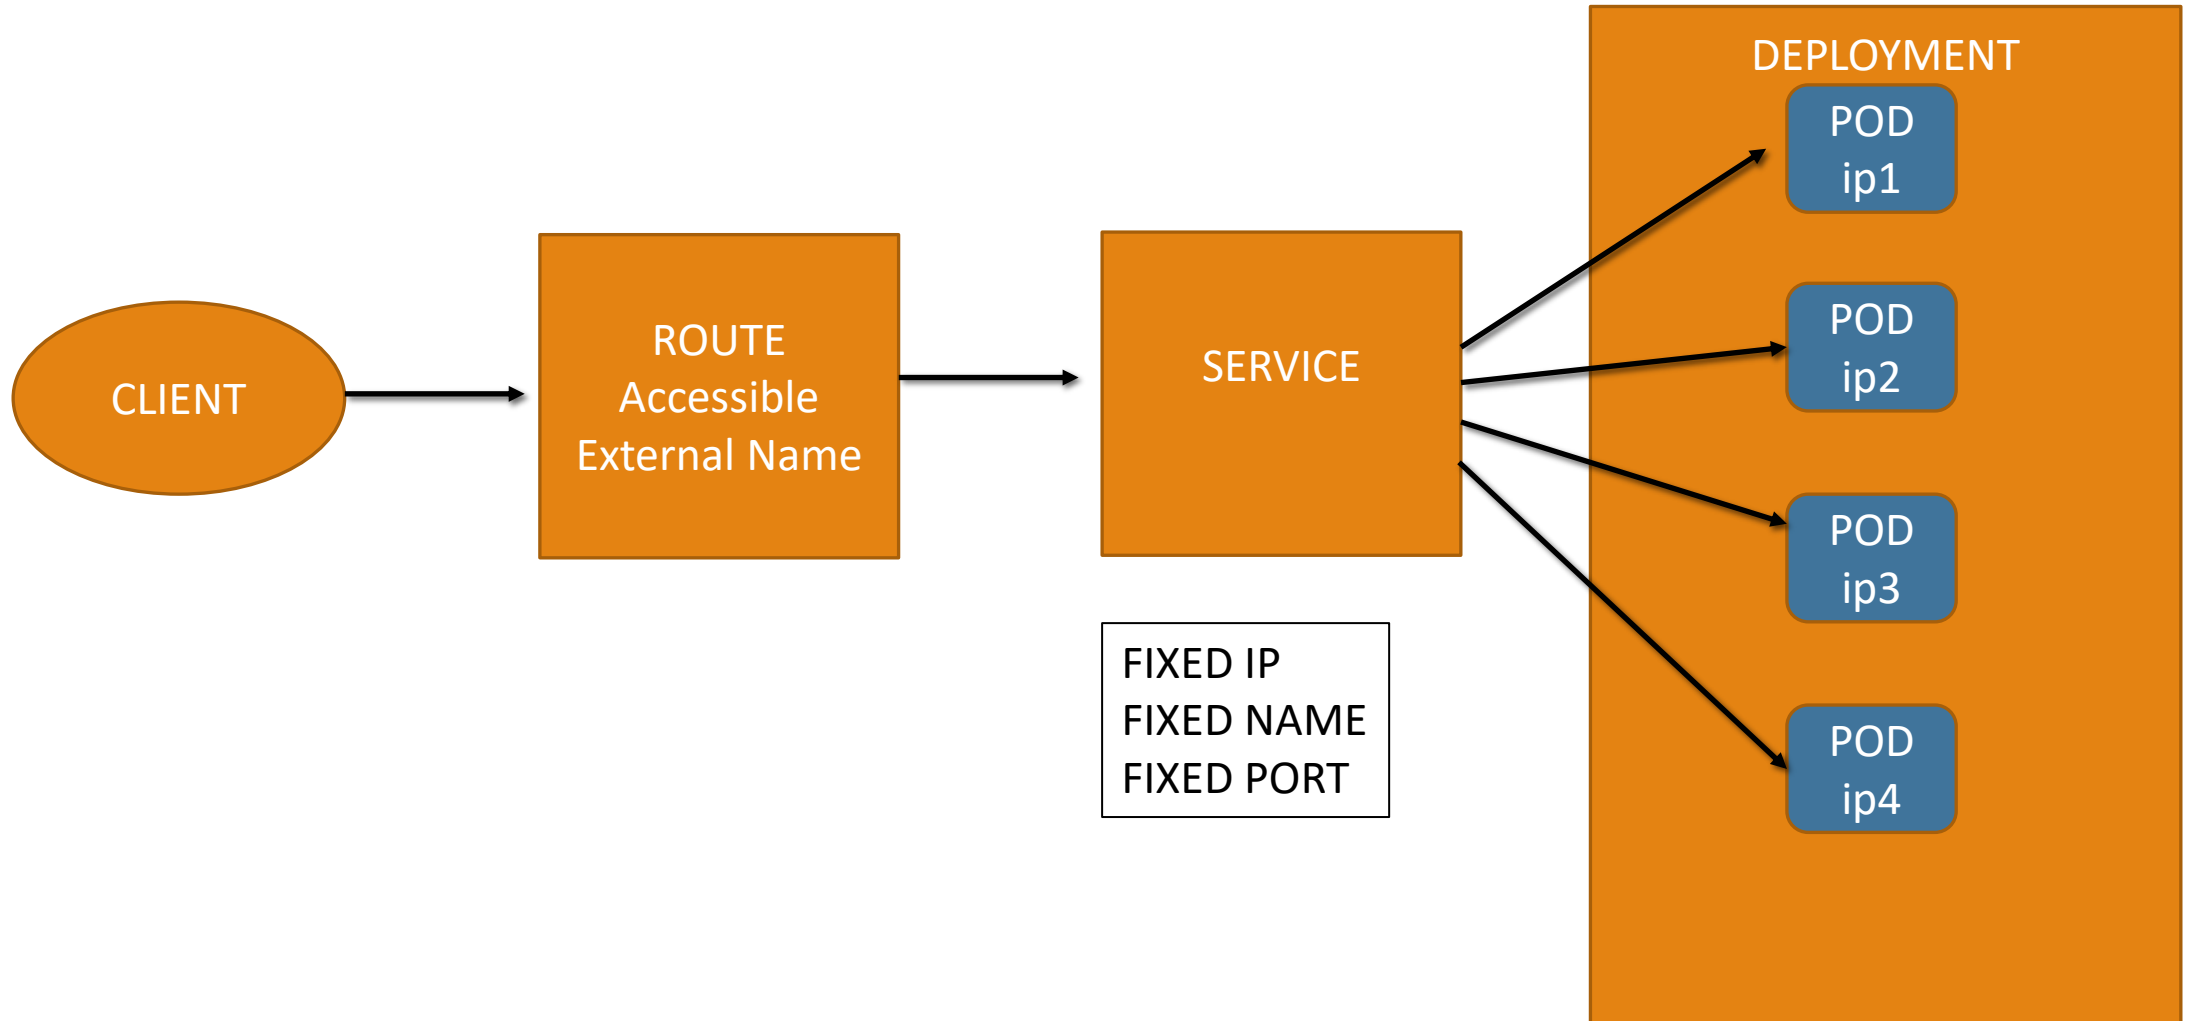 CLIENT
ROUTE
Accessible
External Name
SERVICE
FIXED IP
FIXED NAME
FIXED PORT
DEPLOYMENT
POD
ip1
POD
ip2
POD
ip3
POD
ip4